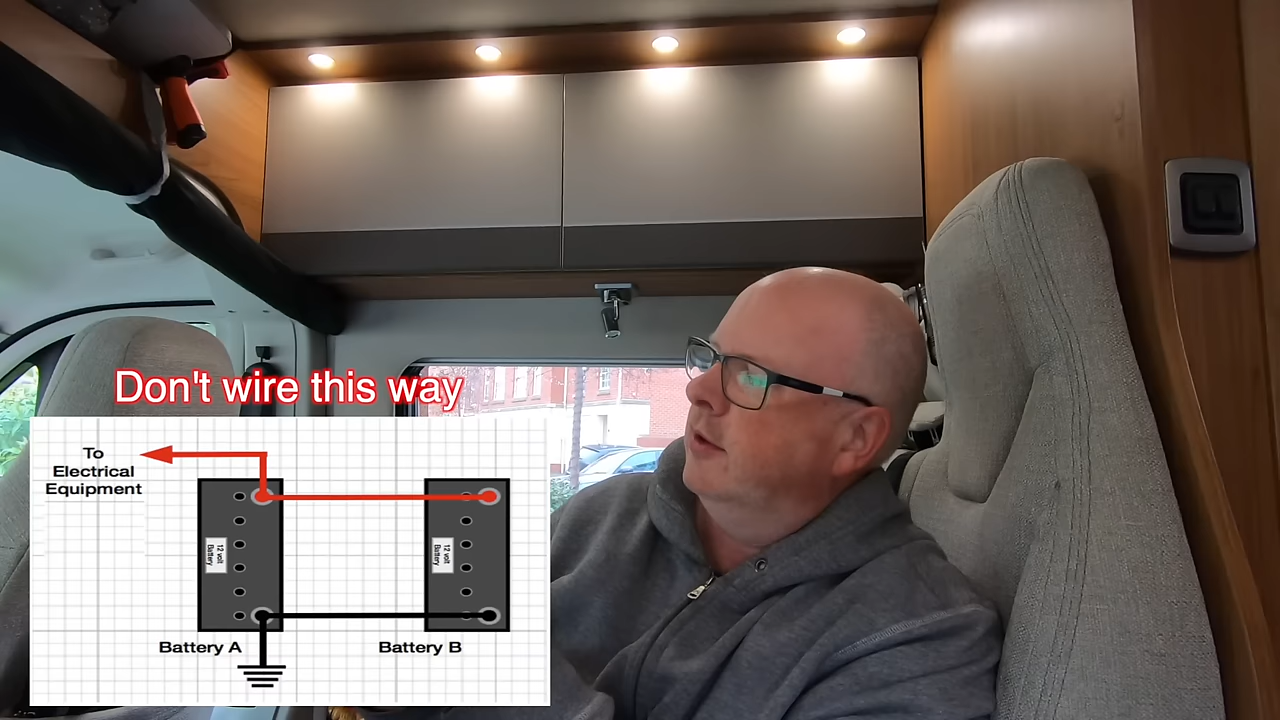 Don't wire this way
To
Electrical
Equipment
12 volt
Battery
12 volt
Battery
Battery A
Battery B